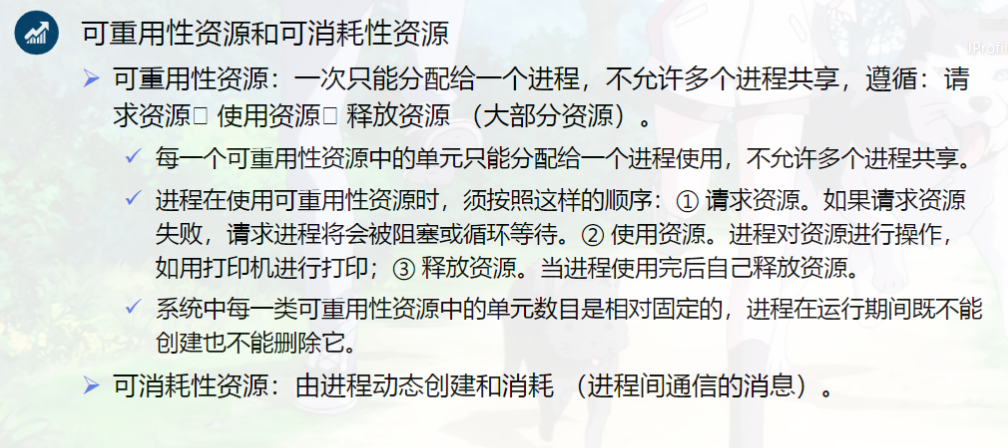 可重用性资源和可消耗性资源
可重用性资源：一次只能分配给一个进程，不允许多个进程共享，遵循：请
求资源 使用资源 释放资源 （大部分资源）。
每一个可重用性资源中的单元只能分配给一个进程使用，不允许多个进程共享。
进程在使用可重用性资源时，须按照这样的顺序：① 请求资源。如果请求资源
失败，请求进程将会被阻塞或循环等待。② 使用资源。进程对资源进行操作，
如用打印机进行打印；③ 释放资源。当进程使用完后自己释放资源。
系统中每一类可重用性资源中的单元数目是相对固定的，进程在运行期间既不能
创建也不能删除它。
可消耗性资源：由进程动态创建和消耗 （进程间通信的消息）。